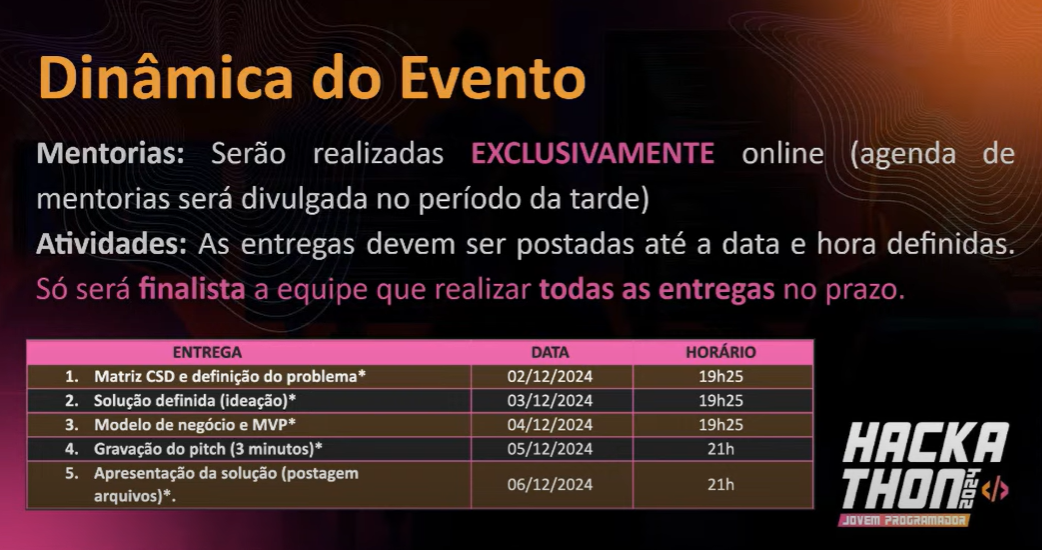 Dinâmica do Evento
Mentorias: Serão realizadas EXCLUSIVAMENTE online (agenda de
mentorias será divulgada no período da tarde)
Atividades: As entregas devem ser postadas até a data e hora definidas.
Só será finalista a equipe que realizar todas as entregas no prazo.
ENTREGA DATA HORÁRIO
1. Matriz CSD e definição do problema* 02/12/2024 19h25
2. Solução definida (ideação)* 03/12/2024 19h25
3. Modelo de negócio e MVP* 04/12/2024 19h25
4. Gravação do pitch (3 minutos)* 05/12/2024 21h
5. Apresentação da solução (postagem
arquivos)*. 06/12/2024 21h
HACKA
THON 2024 </>
JOVEM PROGRAMADOR